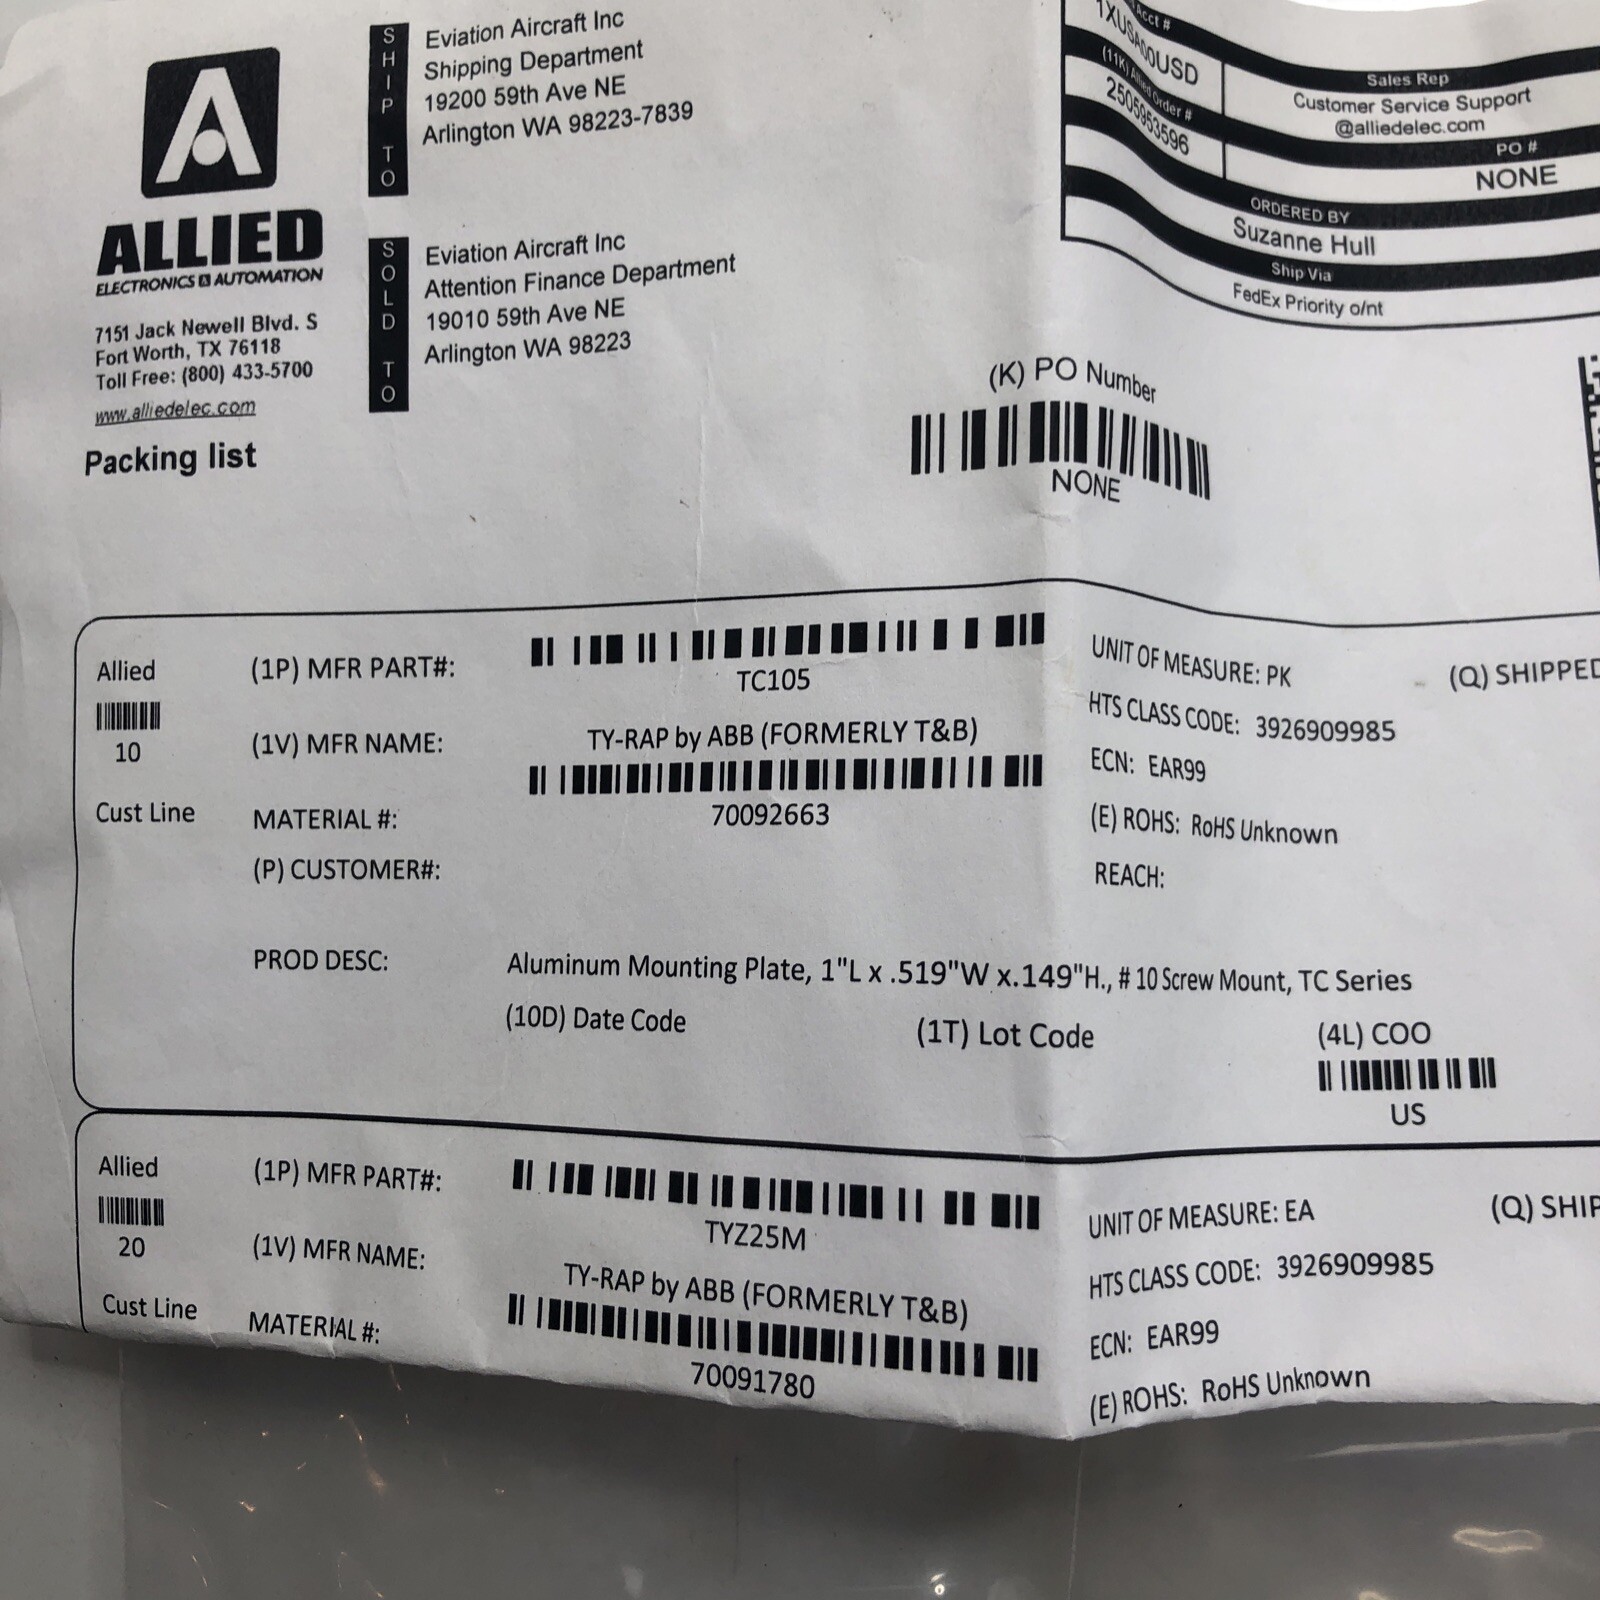 ALLIED
ELECTRONICS & AUTOMATION
7151 Jack Newell Blvd. S
Fort Worth, TX 76118
Toll Free: (800) 433-5700
www.alliedelec.com
Packing list
SHIP TO
Eviation Aircraft Inc
Shipping Department
19200 59th Ave NE
Arlington WA 98223-7839
SOLD TO
Eviation Aircraft Inc
Attention Finance Department
19010 59th Ave NE
Arlington WA 98223
Acct #
1XUSA00USD
(11K) Allied Order #
2505953596
Sales Rep
Customer Service Support
@alliedelec.com
PO #
NONE
ORDERED BY
Suzanne Hull
Ship Via
FedEx Priority o/nt
(K) PO Number
NONE
Allied
10
Cust Line
(1P) MFR PART#:
TC105
(1V) MFR NAME:
TY-RAP by ABB (FORMERLY T&B)
MATERIAL #:
70092663
(P) CUSTOMER#:
UNIT OF MEASURE: PK
(Q) SHIPPED
HTS CLASS CODE: 3926909985
ECN: EAR99
(E) ROHS: RoHS Unknown
REACH:
PROD DESC:
Aluminum Mounting Plate, 1"L x .519"W x.149"H., # 10 Screw Mount, TC Series
(10D) Date Code
(1T) Lot Code
(4L) COO
US
Allied
20
Cust Line
(1P) MFR PART#:
TYZ25M
(1V) MFR NAME:
TY-RAP by ABB (FORMERLY T&B)
MATERIAL #:
70091780
UNIT OF MEASURE: EA
(Q) SHIP
HTS CLASS CODE: 3926909985
ECN: EAR99
(E) ROHS: RoHS Unknown